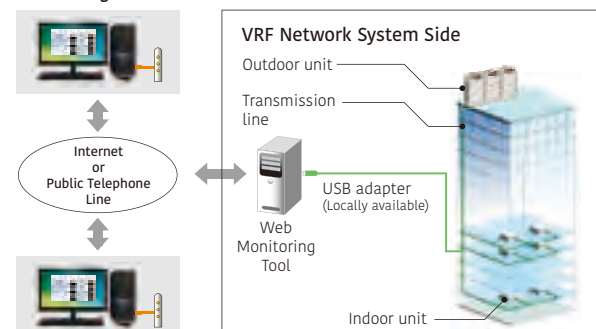 VRF Network System Side
Outdoor unit
Transmission
line
Internet
or
Public Telephone
Line
USB adapter
(Locally available)
Web
Monitoring
Tool
Indoor unit